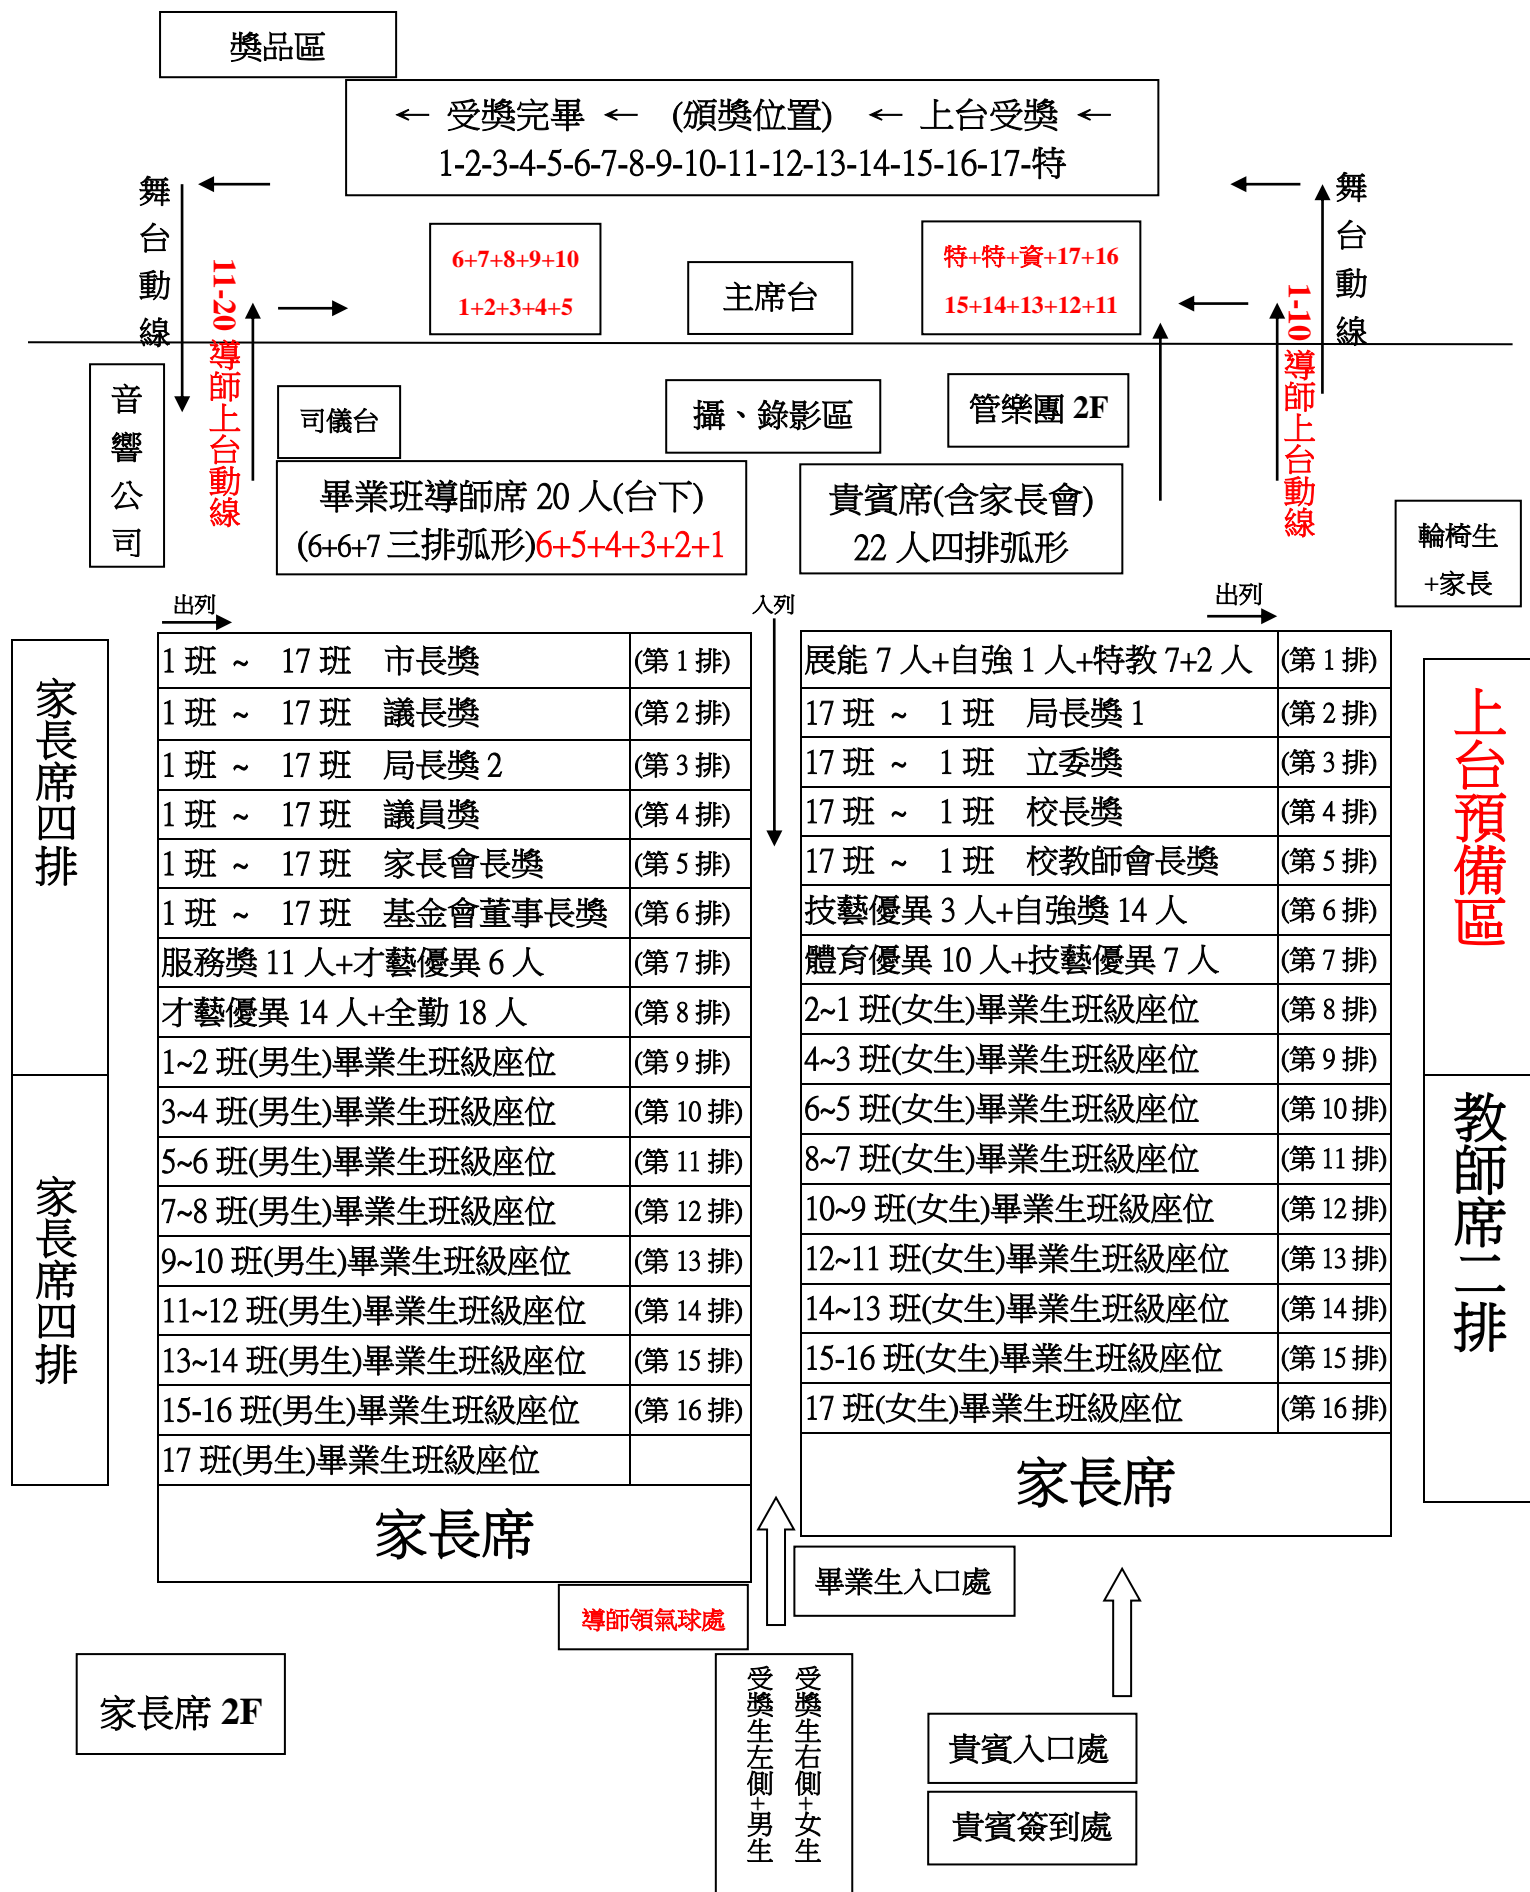 獎品區
← 受獎完畢 ← (頒獎位置) ← 上台受獎 ←
1-2-3-4-5-6-7-8-9-10-11-12-13-14-15-16-17-特
舞台動線
舞台動線
11-20 導師上台動線
1-10 導師上台動線
6+7+8+9+10
1+2+3+4+5
主席台
特+特+資+17+16
15+14+13+12+11
音響公司
司儀台
攝、錄影區
管樂團 2F
畢業班導師席 20 人(台下)
(6+6+7 三排弧形)6+5+4+3+2+1
貴賓席(含家長會)
22 人四排弧形
輪椅生
+家長
出列
入列
出列
家長席四排
家長席四排
1 班 ~ 17 班 市長獎 (第 1 排)
1 班 ~ 17 班 議長獎 (第 2 排)
1 班 ~ 17 班 局長獎 2 (第 3 排)
1 班 ~ 17 班 議員獎 (第 4 排)
1 班 ~ 17 班 家長會長獎 (第 5 排)
1 班 ~ 17 班 基金會董事長獎 (第 6 排)
服務獎 11 人+才藝優異 6 人 (第 7 排)
才藝優異 14 人+全勤 18 人 (第 8 排)
1~2 班(男生)畢業生班級座位 (第 9 排)
3~4 班(男生)畢業生班級座位 (第 10 排)
5~6 班(男生)畢業生班級座位 (第 11 排)
7~8 班(男生)畢業生班級座位 (第 12 排)
9~10 班(男生)畢業生班級座位 (第 13 排)
11~12 班(男生)畢業生班級座位 (第 14 排)
13~14 班(男生)畢業生班級座位 (第 15 排)
15-16 班(男生)畢業生班級座位 (第 16 排)
17 班(男生)畢業生班級座位
家長席
展能 7 人+自強 1 人+特教 7+2 人 (第 1 排)
17 班 ~ 1 班 局長獎 1 (第 2 排)
17 班 ~ 1 班 立委獎 (第 3 排)
17 班 ~ 1 班 校長獎 (第 4 排)
17 班 ~ 1 班 校教師會長獎 (第 5 排)
技藝優異 3 人+自強獎 14 人 (第 6 排)
體育優異 10 人+技藝優異 7 人 (第 7 排)
2~1 班(女生)畢業生班級座位 (第 8 排)
4~3 班(女生)畢業生班級座位 (第 9 排)
6~5 班(女生)畢業生班級座位 (第 10 排)
8~7 班(女生)畢業生班級座位 (第 11 排)
10~9 班(女生)畢業生班級座位 (第 12 排)
12~11 班(女生)畢業生班級座位 (第 13 排)
14~13 班(女生)畢業生班級座位 (第 14 排)
15-16 班(女生)畢業生班級座位 (第 15 排)
17 班(女生)畢業生班級座位 (第 16 排)
家長席
上台預備區
教師席二排
導師領氣球處
畢業生入口處
家長席 2F
受獎生右側+女生
受獎生左側+男生
貴賓入口處
貴賓簽到處